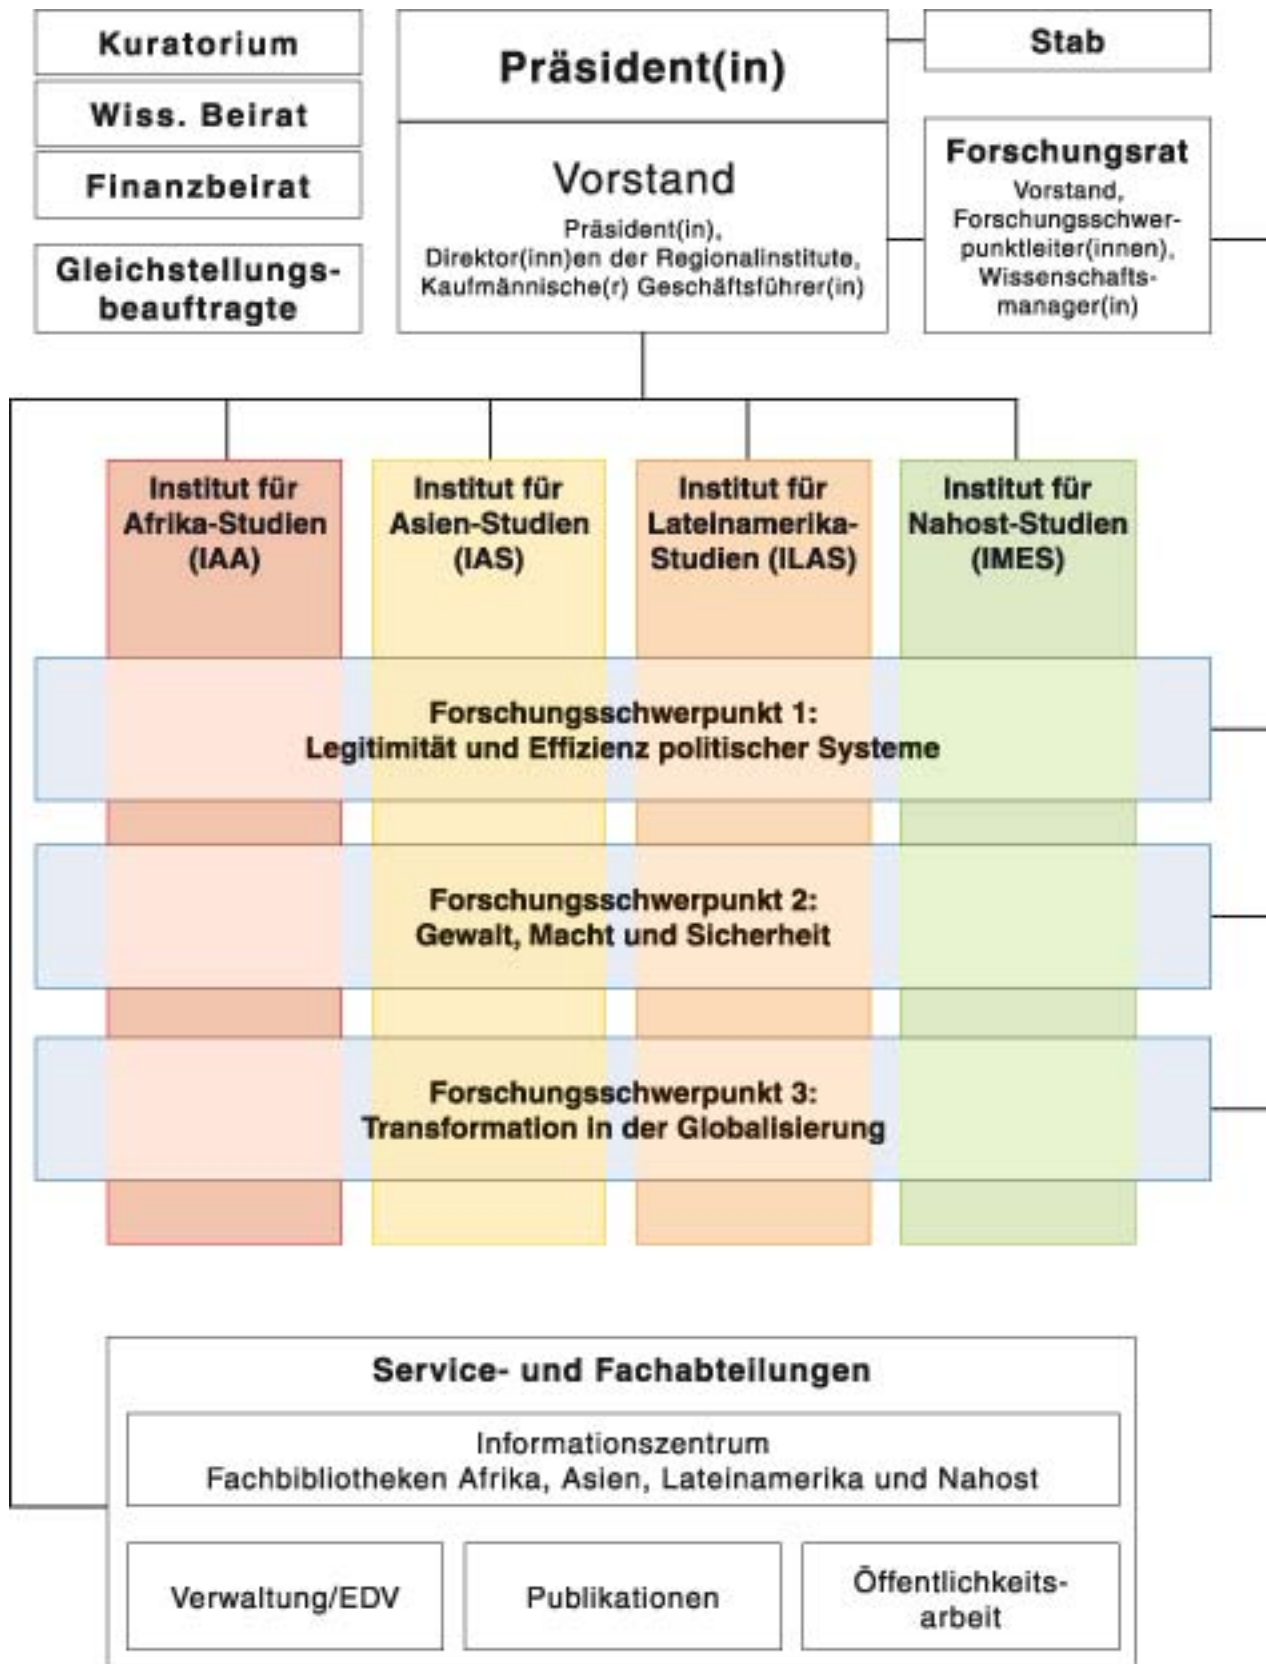 Kuratorium
Wiss. Beirat
Finanzbeirat
Gleichstellungs-
beauftragte
Präsident(in)
Vorstand
Präsident(in),
Direktor(inn)en der Regionalinstitute,
Kaufmännische(r) Geschäftsführer(in)
Stab
Forschungsrat
Vorstand,
Forschungsschwer-
punktleiter(innen),
Wissenschafts-
manager(in)
Institut für
Afrika-Studien
(IAA)
Institut für
Asien-Studien
(IAS)
Institut für
Lateinamerika-
Studien (ILAS)
Institut für
Nahost-Studien
(IMES)
Forschungsschwerpunkt 1:
Legitimität und Effizienz politischer Systeme
Forschungsschwerpunkt 2:
Gewalt, Macht und Sicherheit
Forschungsschwerpunkt 3:
Transformation in der Globalisierung
Service- und Fachabteilungen
Informationszentrum
Fachbibliotheken Afrika, Asien, Lateinamerika und Nahost
Verwaltung/EDV
Publikationen
Öffentlichkeits-
arbeit